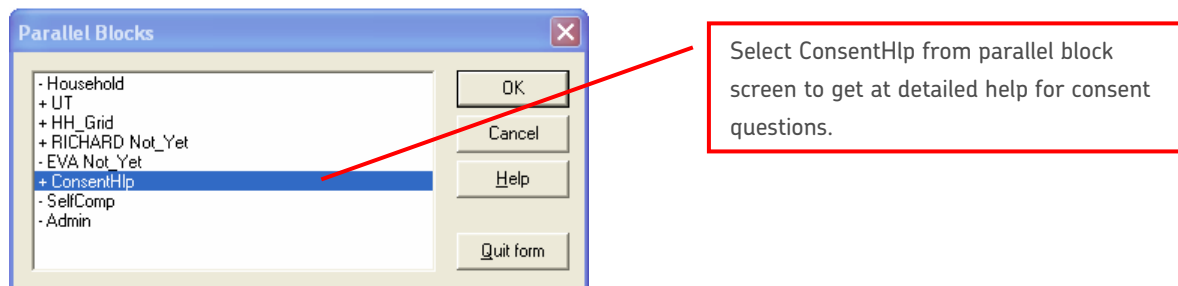 Parallel Blocks
- Household
+ UT
+ HH_Grid
+ RICHARD Not_Yet
- EVA Not_Yet
+ ConsentHlp
- SelfComp
- Admin
OK
Cancel
Help
Quit form
Select ConsentHlp from parallel block
screen to get at detailed help for consent
questions.